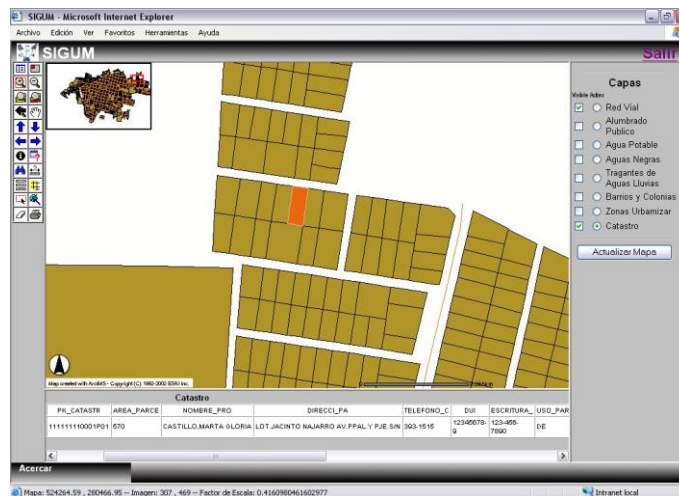 SIGUM - Microsoft Internet Explorer
Archivo Edición Ver Favoritos Herramientas Ayuda
SIGUM
Salir
Capas
Visible Activo
Red Vial
Alumbrado
Publico
Agua Potable
Aguas Negras
Tragantes de
Aguas Lluvias
Barrios y Colonias
Zonas Urbanizar
Catastro
Actualizar Mapa
Map created with ArcIMS - Copyright (C) 1992-2002 ESRI Inc.
Catastro
PK_CATASTR AREA_PARCE NOMBRE_PRO DIRECCI_PA TELEFONO_C DUI ESCRITURA_ USO_PAR
111111110001P01 570 CASTILLO,MARTA GLORIA LOT.JACINTO NAJARRO AV.PPAL.Y PJE.S/N 393-1515 12345678-9 123-456-7890 DE
Acercar
Mapa: 524264.59 , 280466.95 -- Imagen: 307 , 469 -- Factor de Escala: 0.4160980461602977
Intranet local